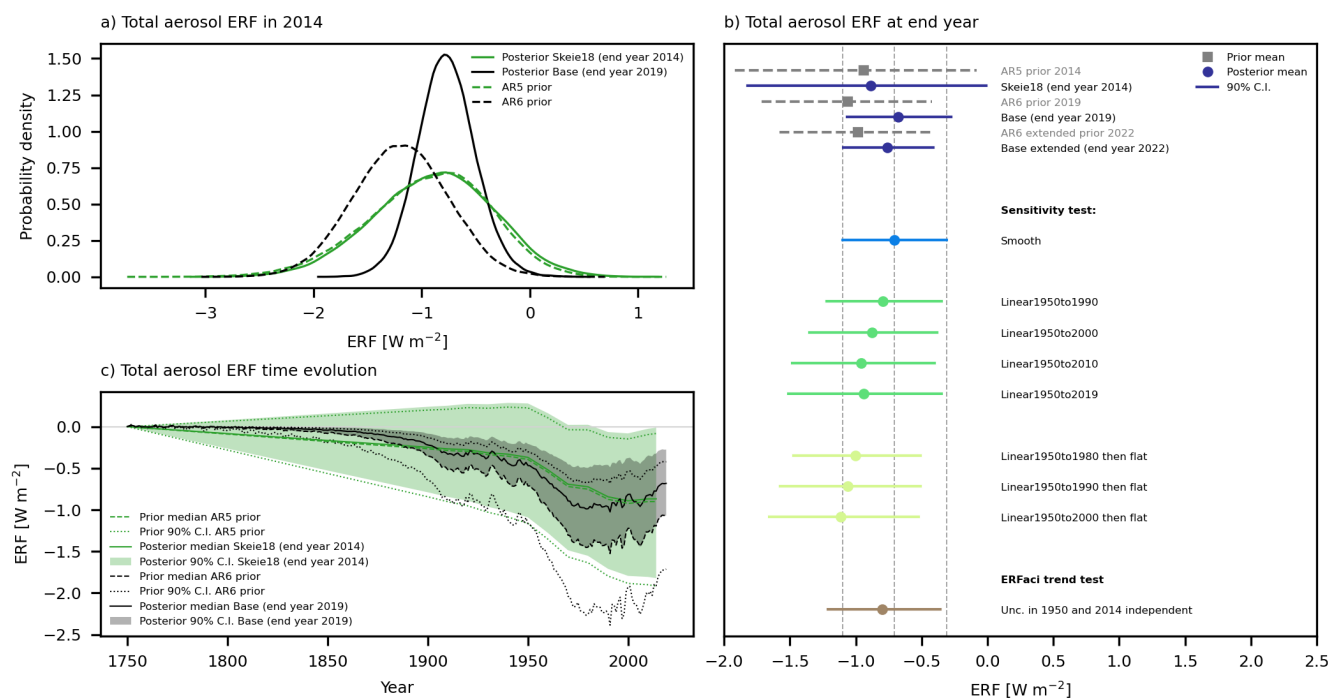 a) Total aerosol ERF in 2014
Posterior Skeie18 (end year 2014)
Posterior Base (end year 2019)
AR5 prior
AR6 prior
Probability density
1.50
1.25
1.00
0.75
0.50
0.25
0.00
−3
−2
−1
0
1
ERF [W m⁻²]
c) Total aerosol ERF time evolution
ERF [W m⁻²]
0.0
−0.5
−1.0
−1.5
−2.0
−2.5
Prior median AR5 prior
Prior 90% C.I. AR5 prior
Posterior median Skeie18 (end year 2014)
Posterior 90% C.I. Skeie18 (end year 2014)
Prior median AR6 prior
Prior 90% C.I. AR6 prior
Posterior median Base (end year 2019)
Posterior 90% C.I. Base (end year 2019)
1750
1800
1850
1900
1950
2000
Year
b) Total aerosol ERF at end year
Prior mean
Posterior mean
90% C.I.
AR5 prior 2014
Skeie18 (end year 2014)
AR6 prior 2019
Base (end year 2019)
AR6 extended prior 2022
Base extended (end year 2022)
Sensitivity test:
Smooth
Linear1950to1990
Linear1950to2000
Linear1950to2010
Linear1950to2019
Linear1950to1980 then flat
Linear1950to1990 then flat
Linear1950to2000 then flat
ERFaci trend test
Unc. in 1950 and 2014 independent
−2.0
−1.5
−1.0
−0.5
0.0
0.5
1.0
1.5
2.0
2.5
ERF [W m⁻²]